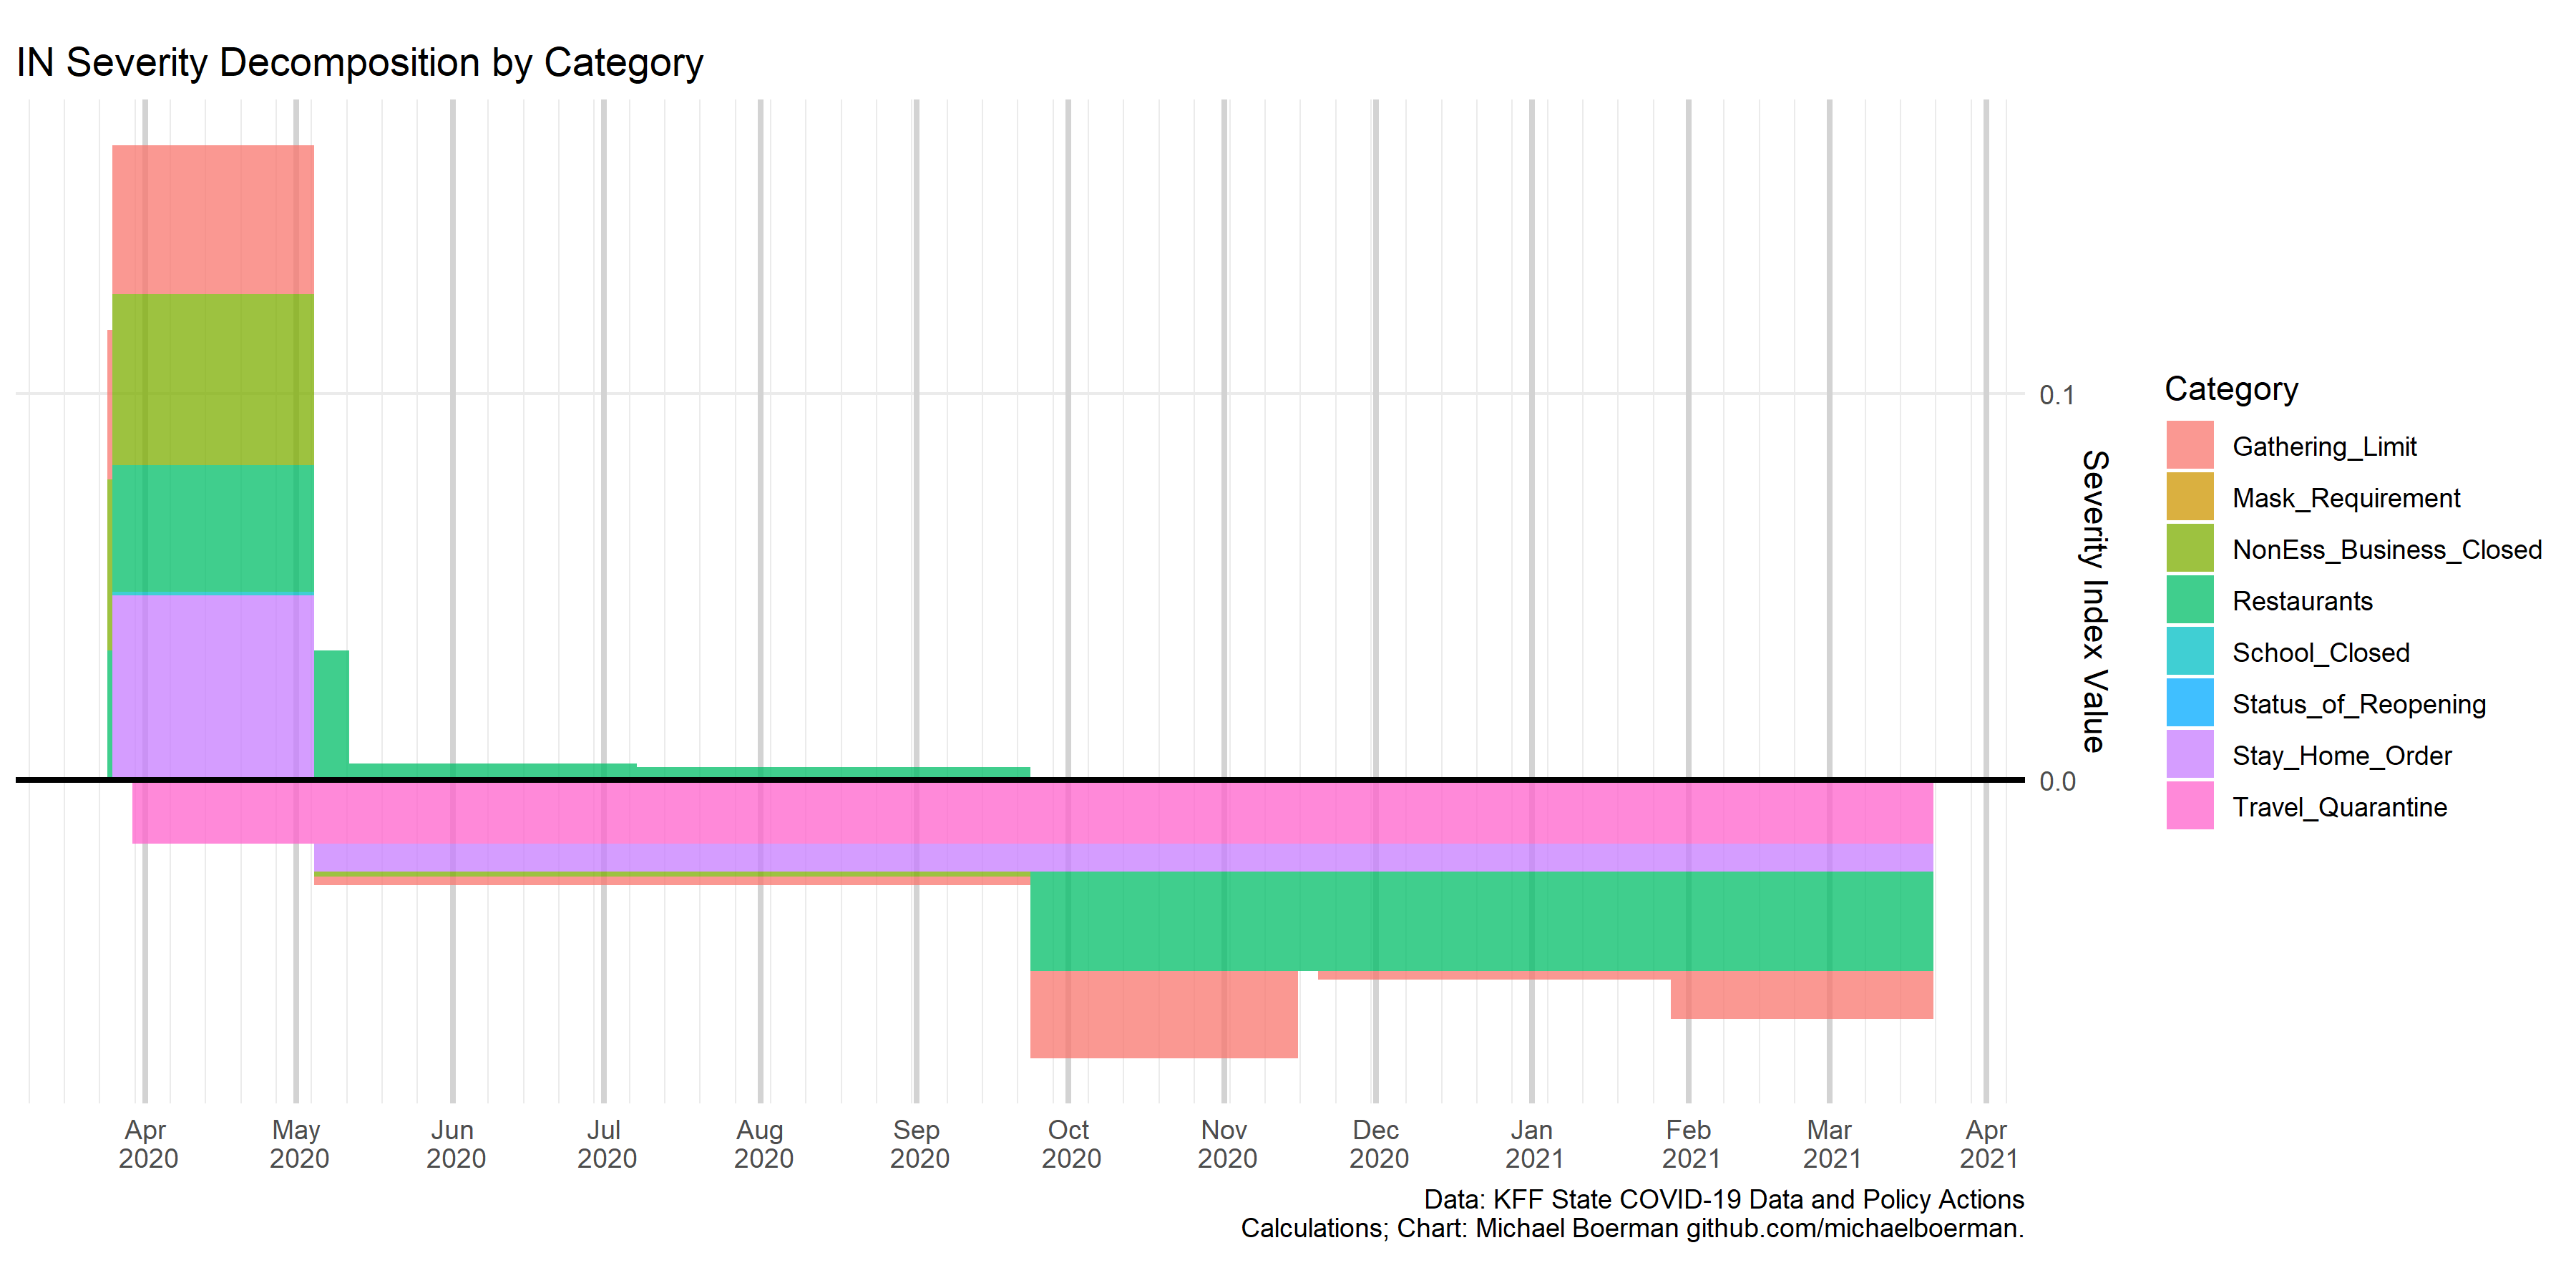 IN Severity Decomposition by Category
0.1
0.0
Severity Index Value
Category
Gathering_Limit
Mask_Requirement
NonEss_Business_Closed
Restaurants
School_Closed
Status_of_Reopening
Stay_Home_Order
Travel_Quarantine
Apr May Jun Jul Aug Sep Oct Nov Dec Jan Feb Mar Apr
2020 2020 2020 2020 2020 2020 2020 2020 2020 2021 2021 2021 2021
Data: KFF State COVID-19 Data and Policy Actions
Calculations; Chart: Michael Boerman github.com/michaelboerman.